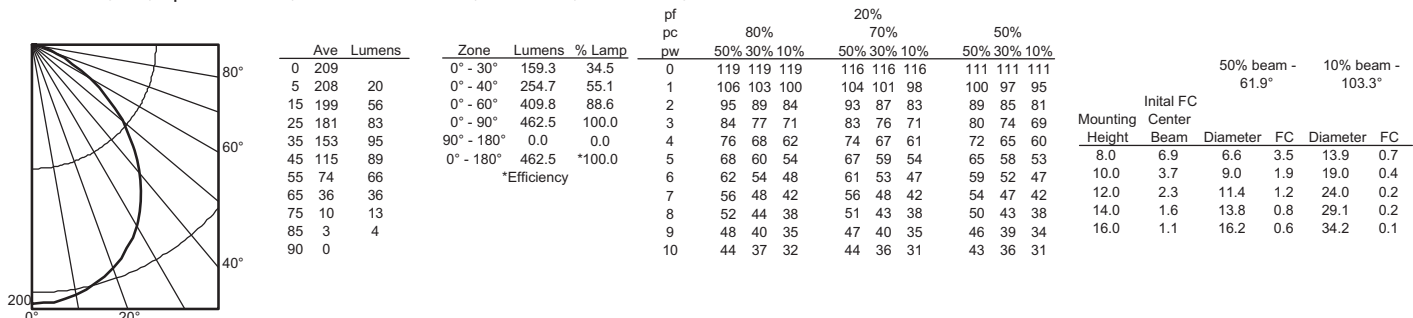 80°
60°
40°
200
0° 20°
Ave Lumens
0 209
5 208 20
15 199 56
25 181 83
35 153 95
45 115 89
55 74 66
65 36 36
75 10 13
85 3 4
90 0
Zone Lumens % Lamp
0° - 30° 159.3 34.5
0° - 40° 254.7 55.1
0° - 60° 409.8 88.6
0° - 90° 462.5 100.0
90° - 180° 0.0 0.0
0° - 180° 462.5 *100.0
*Efficiency
pf 20%
pc 80% 70% 50%
pw 50% 30% 10% 50% 30% 10% 50% 30% 10%
0 119 119 119 116 116 116 111 111 111
1 106 103 100 104 101 98 100 97 95
2 95 89 84 93 87 83 89 85 81
3 84 77 71 83 76 71 80 74 69
4 76 68 62 74 67 61 72 65 60
5 68 60 54 67 59 54 65 58 53
6 62 54 48 61 53 47 59 52 47
7 56 48 42 56 48 42 54 47 42
8 52 44 38 51 43 38 50 43 38
9 48 40 35 47 40 35 46 39 34
10 44 37 32 44 36 31 43 36 31
50% beam - 10% beam -
61.9° 103.3°
Inital FC
Mounting Center
Height Beam Diameter FC Diameter FC
8.0 6.9 6.6 3.5 13.9 0.7
10.0 3.7 9.0 1.9 19.0 0.4
12.0 2.3 11.4 1.2 24.0 0.2
14.0 1.6 13.8 0.8 29.1 0.2
16.0 1.1 16.2 0.6 34.2 0.1